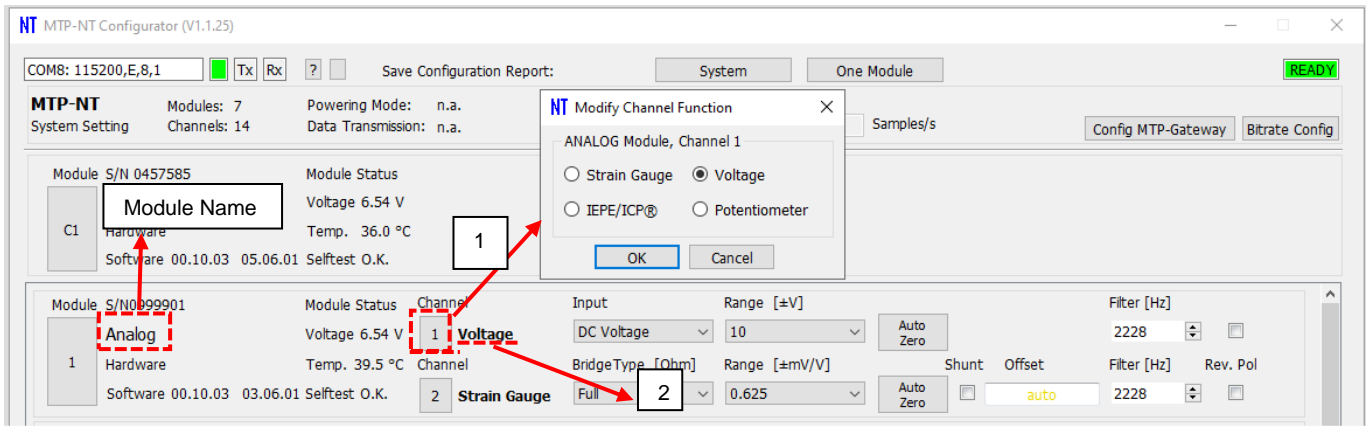 NT MTP-NT Configurator (V1.1.25)
COM8: 115200,E,8,1 Tx Rx ? Save Configuration Report: System One Module READY
MTP-NT Modules: 7 Powering Mode: n.a.
System Setting Channels: 14 Data Transmission: n.a. Samples/s Config MTP-Gateway Bitrate Config
NT Modify Channel Function
ANALOG Module, Channel 1
Strain Gauge Voltage
IEPE/ICP® Potentiometer
OK Cancel
Module S/N 0457585 Module Status
Module Name Voltage 6.54 V
C1 Hardware Temp. 36.0 °C
1
Software 00.10.03 05.06.01 Selftest O.K.
Module S/N0999901 Module Status Channel Input Range [±V] Filter [Hz]
Analog Voltage 6.54 V 1 Voltage DC Voltage 10 Auto Zero 2228
1 Hardware Temp. 39.5 °C Channel BridgeType [Ohm] Range [±mV/V] Shunt Offset Filter [Hz] Rev. Pol
Software 00.10.03 03.06.01 Selftest O.K. 2 Strain Gauge Full 2 0.625 Auto Zero auto 2228